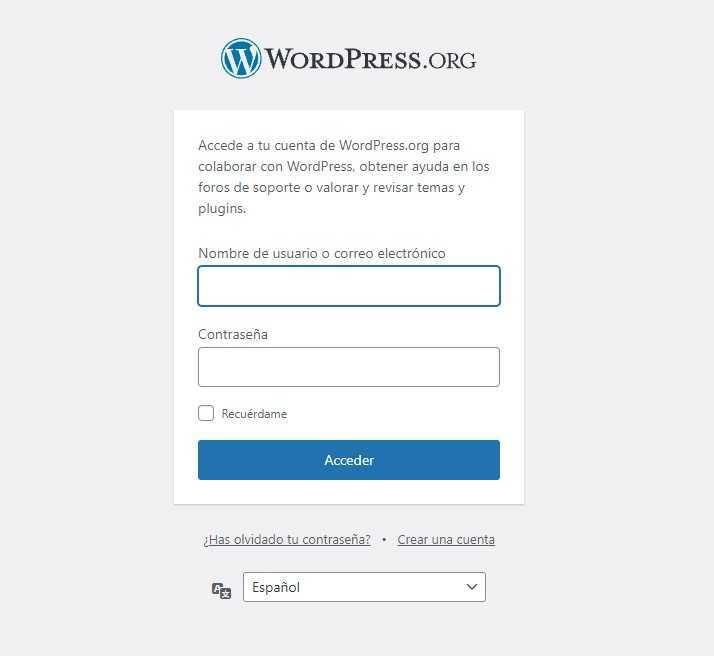 WORDPRESS.ORG
Accede a tu cuenta de WordPress.org para
colaborar con WordPress, obtener ayuda en los
foros de soporte o valorar y revisar temas y
plugins.
Nombre de usuario o correo electrónico
Contraseña
Recuérdame
Acceder
¿Has olvidado tu contraseña? • Crear una cuenta
Español